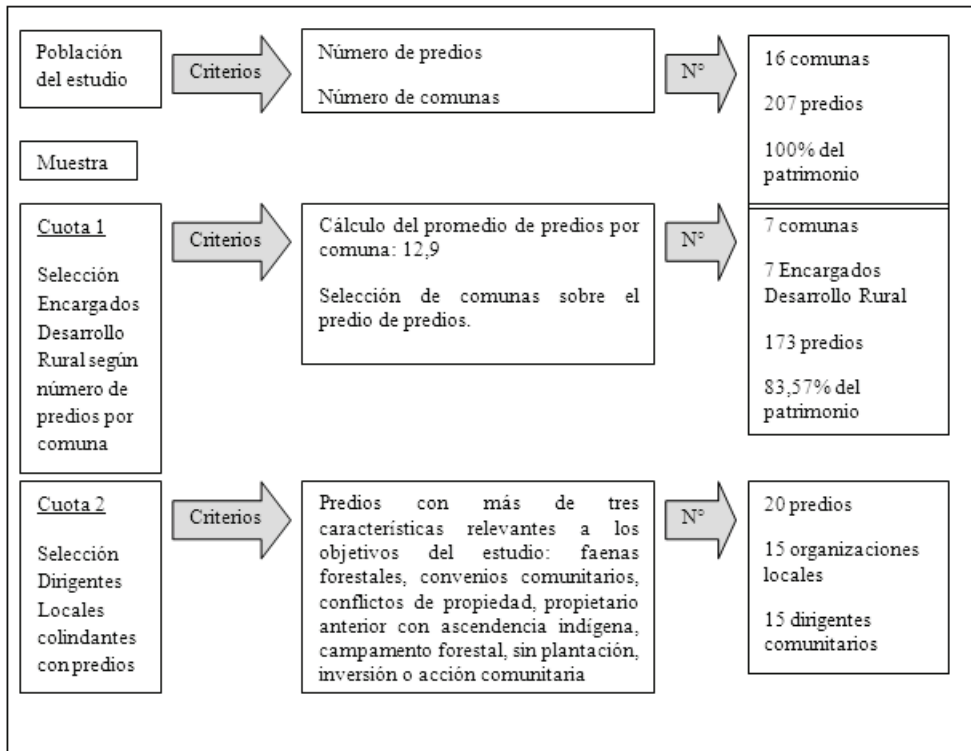 Población
del estudio
Criterios
Número de predios
Número de comunas
N°
16 comunas
207 predios
100% del
patrimonio
Muestra
Cuota 1
Selección
Encargados
Desarrollo
Rural según
número de
predios por
comuna
Criterios
Cálculo del promedio de predios por
comuna: 12,9
Selección de comunas sobre el
predio de predios.
N°
7 comunas
7 Encargados
Desarrollo Rural
173 predios
83,57% del
patrimonio
Cuota 2
Selección
Dirigentes
Locales
colindantes
con predios
Criterios
Predios con más de tres
características relevantes a los
objetivos del estudio: faenas
forestales, convenios comunitarios,
conflictos de propiedad, propietario
anterior con ascendencia indígena,
campamento forestal, sin plantación,
inversión o acción comunitaria
N°
20 predios
15 organizaciones
locales
15 dirigentes
comunitarios